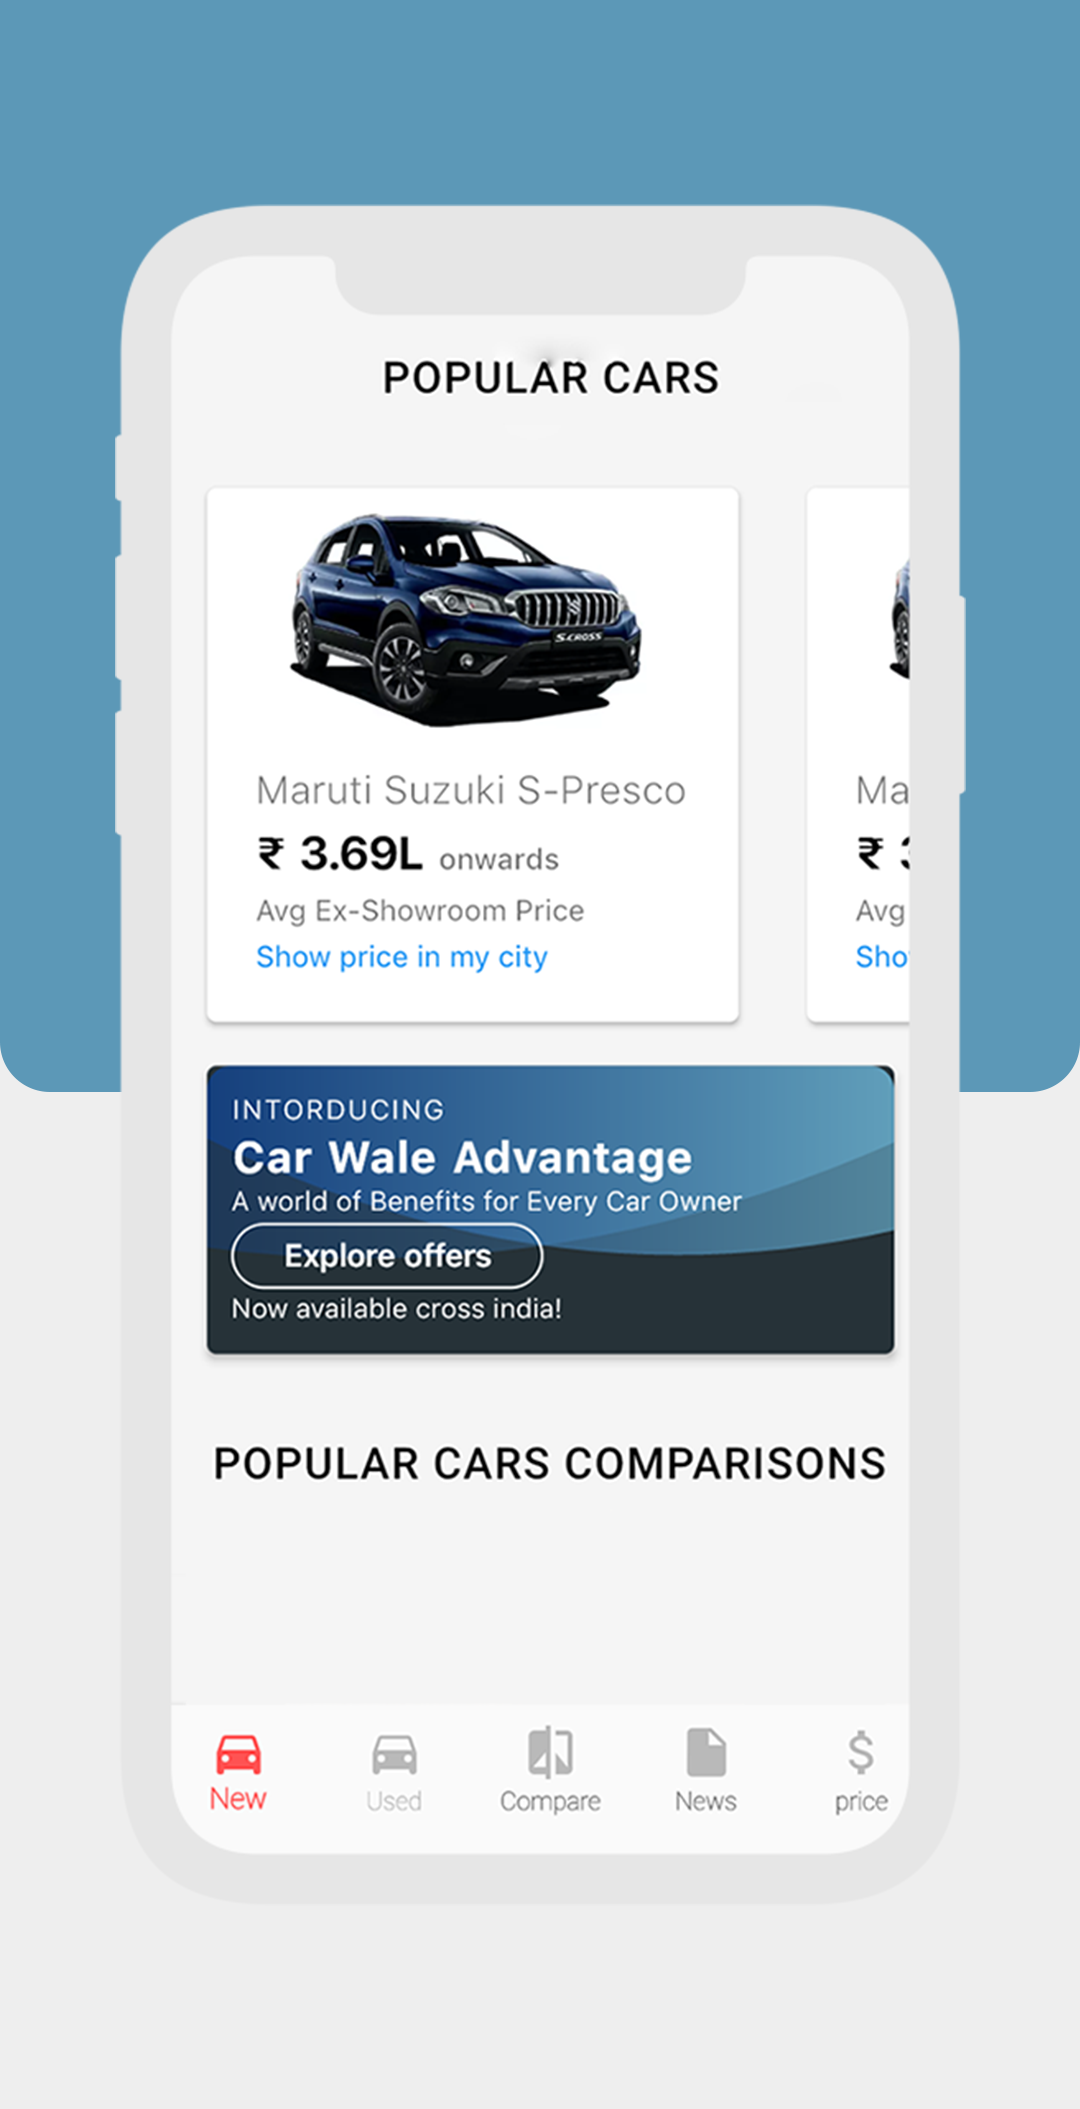 POPULAR CARS
S.CROSS
Maruti Suzuki S-Presco
₹ 3.69L onwards
Avg Ex-Showroom Price
Show price in my city
Ma
₹ 3
Avg
Sho
INTORDUCING
Car Wale Advantage
A world of Benefits for Every Car Owner
Explore offers
Now available cross india!
POPULAR CARS COMPARISONS
New
Used
Compare
News
price